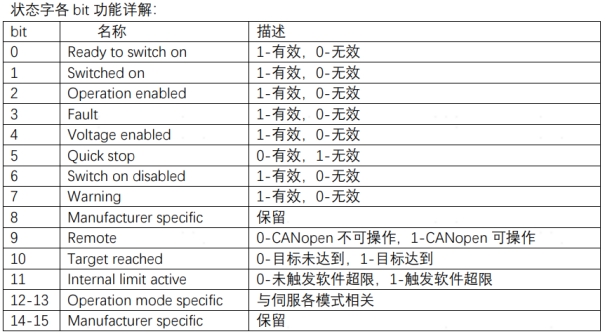 状态字各 bit 功能详解：
bit 名称 描述
0 Ready to switch on 1-有效，0-无效
1 Switched on 1-有效，0-无效
2 Operation enabled 1-有效，0-无效
3 Fault 1-有效，0-无效
4 Voltage enabled 1-有效，0-无效
5 Quick stop 0-有效，1-无效
6 Switch on disabled 1-有效，0-无效
7 Warning 1-有效，0-无效
8 Manufacturer specific 保留
9 Remote 0-CANopen 不可操作，1-CANopen 可操作
10 Target reached 0-目标未达到，1-目标达到
11 Internal limit active 0-未触发软件超限，1-触发软件超限
12-13 Operation mode specific 与伺服各模式相关
14-15 Manufacturer specific 保留